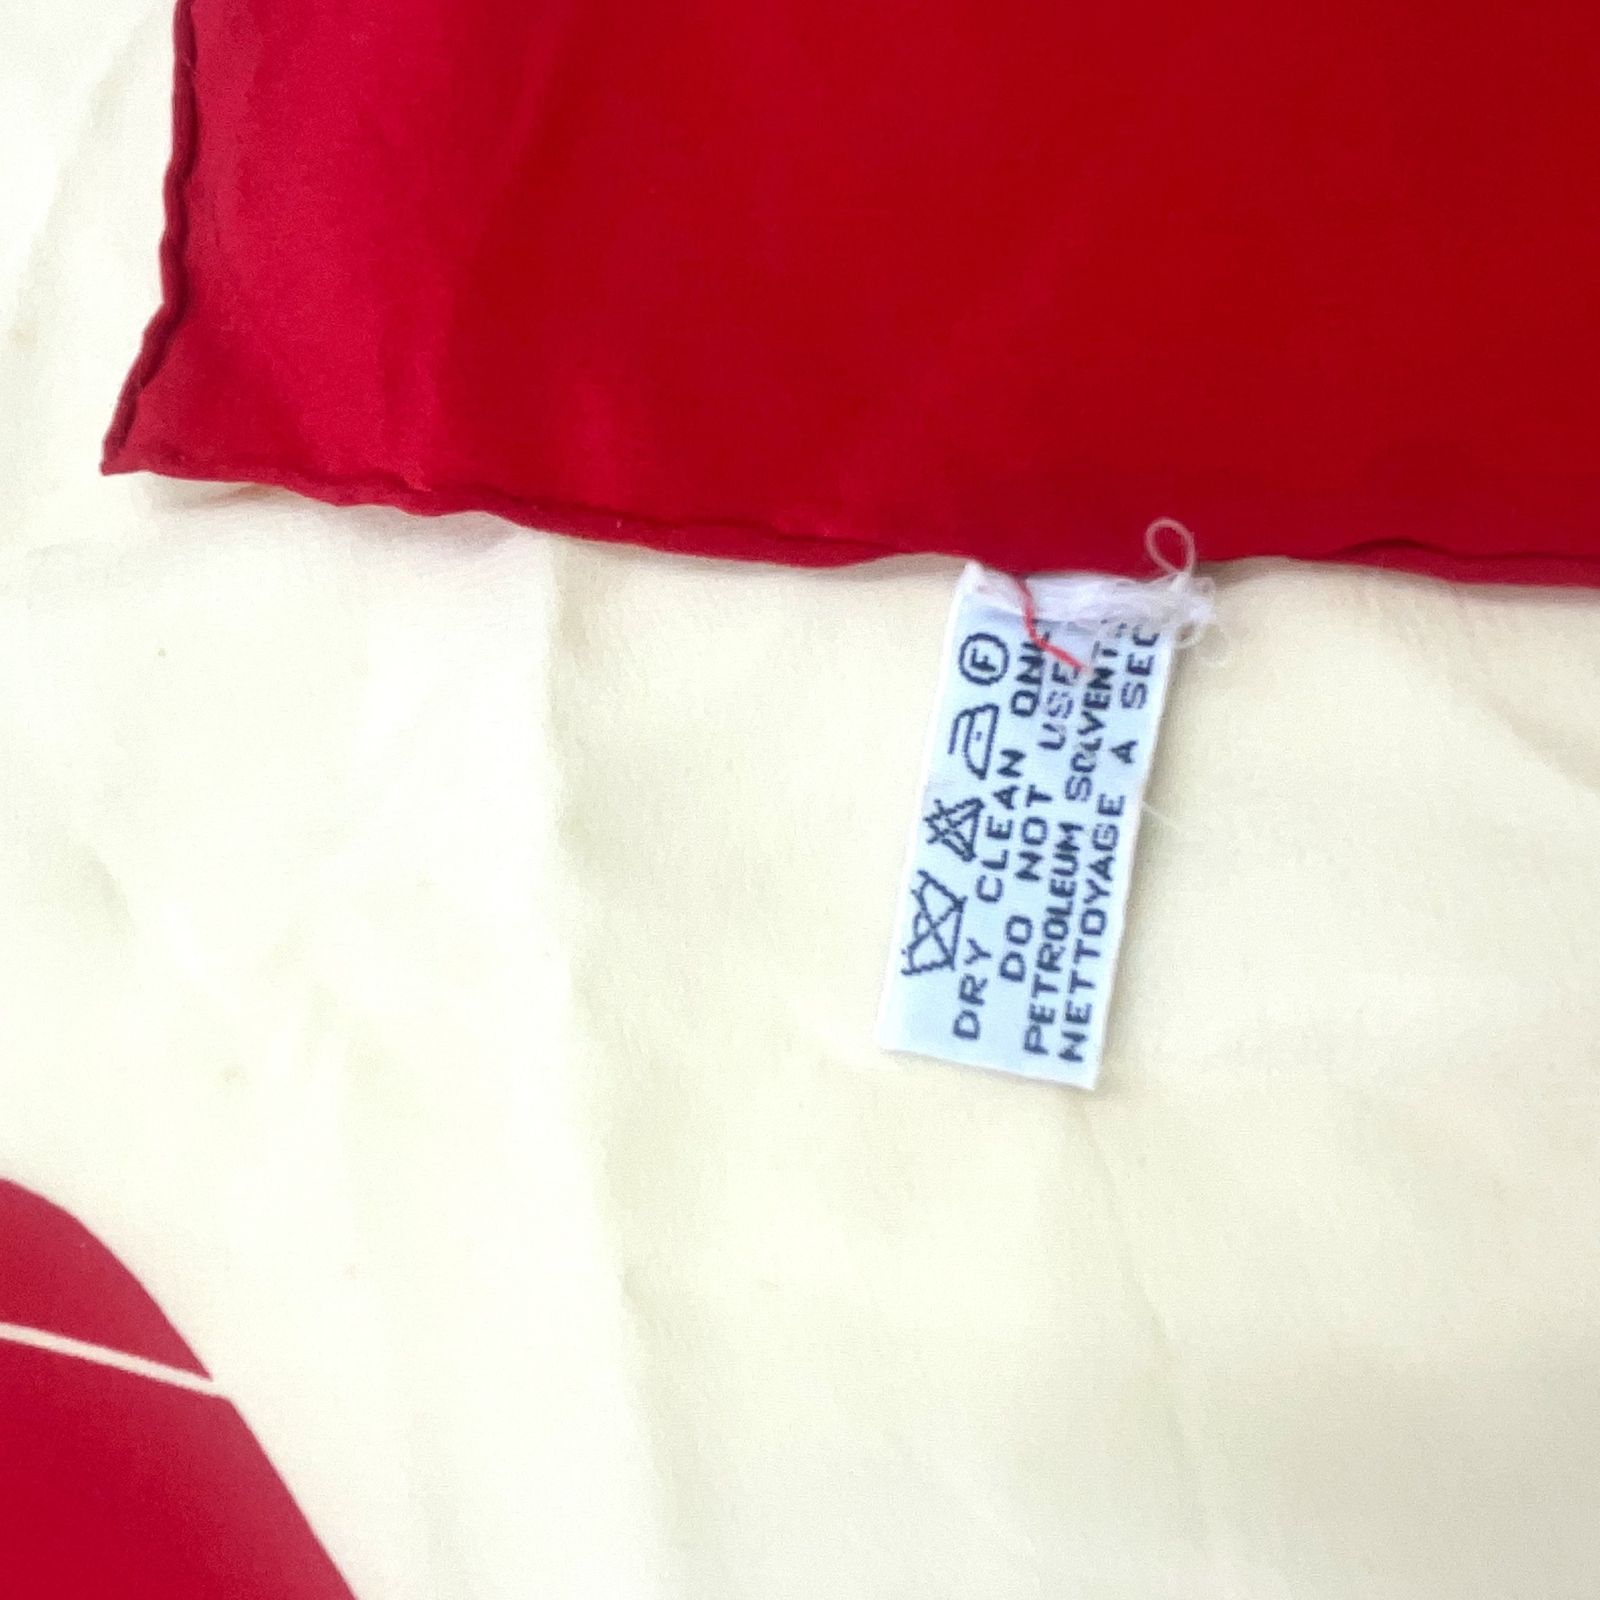 Ⓕ
DRY CLEAN ONLY
DO NOT USE
PETROLEUM SOLVENTS
NETTOYAGE A SEC